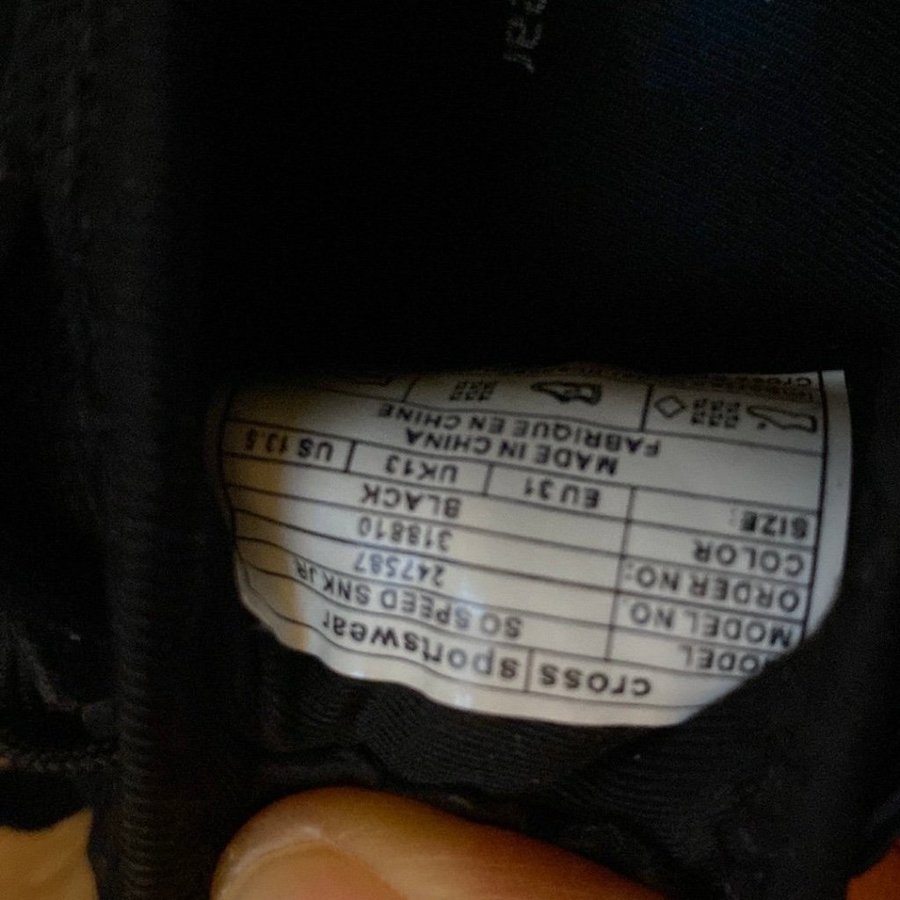 cross sportswear
MODEL SO SPEED SNK JR
MODEL NO. 247587
ORDER NO: 318810
COLOR BLACK
SIZE: EU 31 UK13 US 13.5
MADE IN CHINA
FABRIQUE EN CHINE